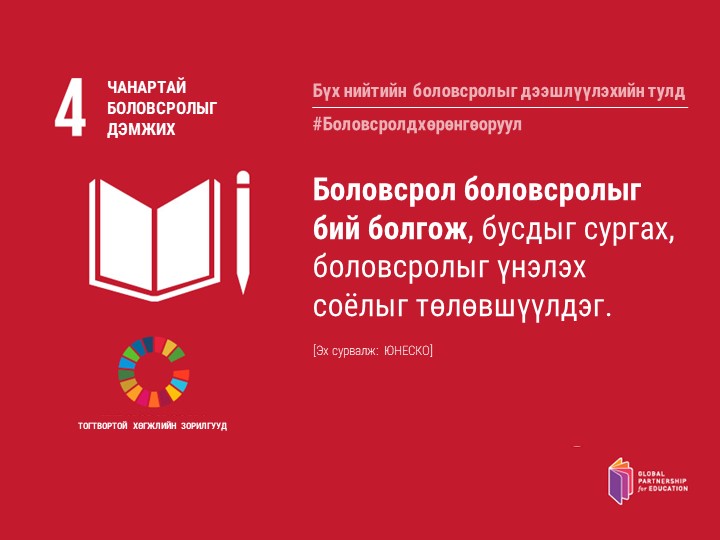 4
ЧАНАРТАЙ
БОЛОВСРОЛЫГ
ДЭМЖИХ
ТОГТВОРТОЙ ХӨГЖЛИЙН ЗОРИЛГУУД
Бүх нийтийн боловсролыг дээшлүүлэхийн тулд
#Боловсролдхөрөнгөоруул
Боловсрол боловсролыг
бий болгож, бусдыг сургах,
боловсролыг үнэлэх
соёлыг төлөвшүүлдэг.
[Эх сурвалж: ЮНЕСКО]
GLOBAL
PARTNERSHIP
for EDUCATION